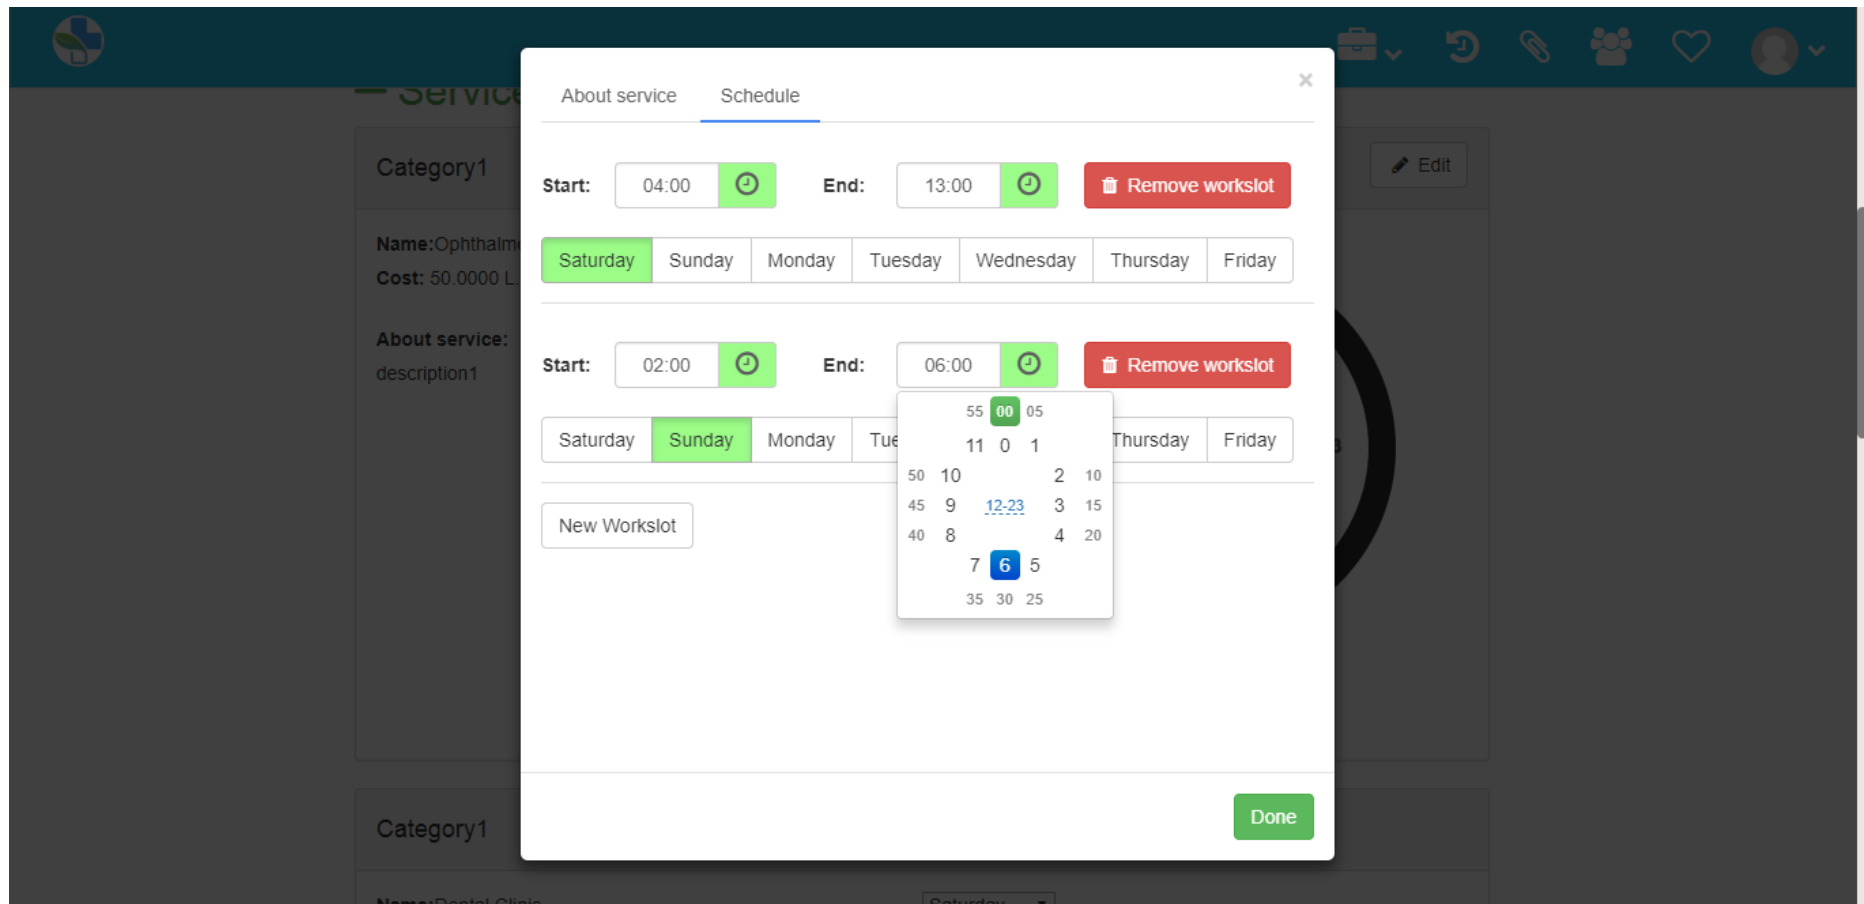 Service
About service Schedule ×
Category1
Edit
Start: 04:00 End: 13:00 Remove workslot
Name:Ophthalm
Cost: 50.0000 L.
Saturday Sunday Monday Tuesday Wednesday Thursday Friday
About service:
description1
Start: 02:00 End: 06:00 Remove workslot
Saturday Sunday Monday Tue Thursday Friday
55 00 05
11 0 1
50 10 2 10
45 9 12-23 3 15
40 8 4 20
7 6 5
35 30 25
New Workslot
Done
Category1
Name:Dental Clinic
Saturday